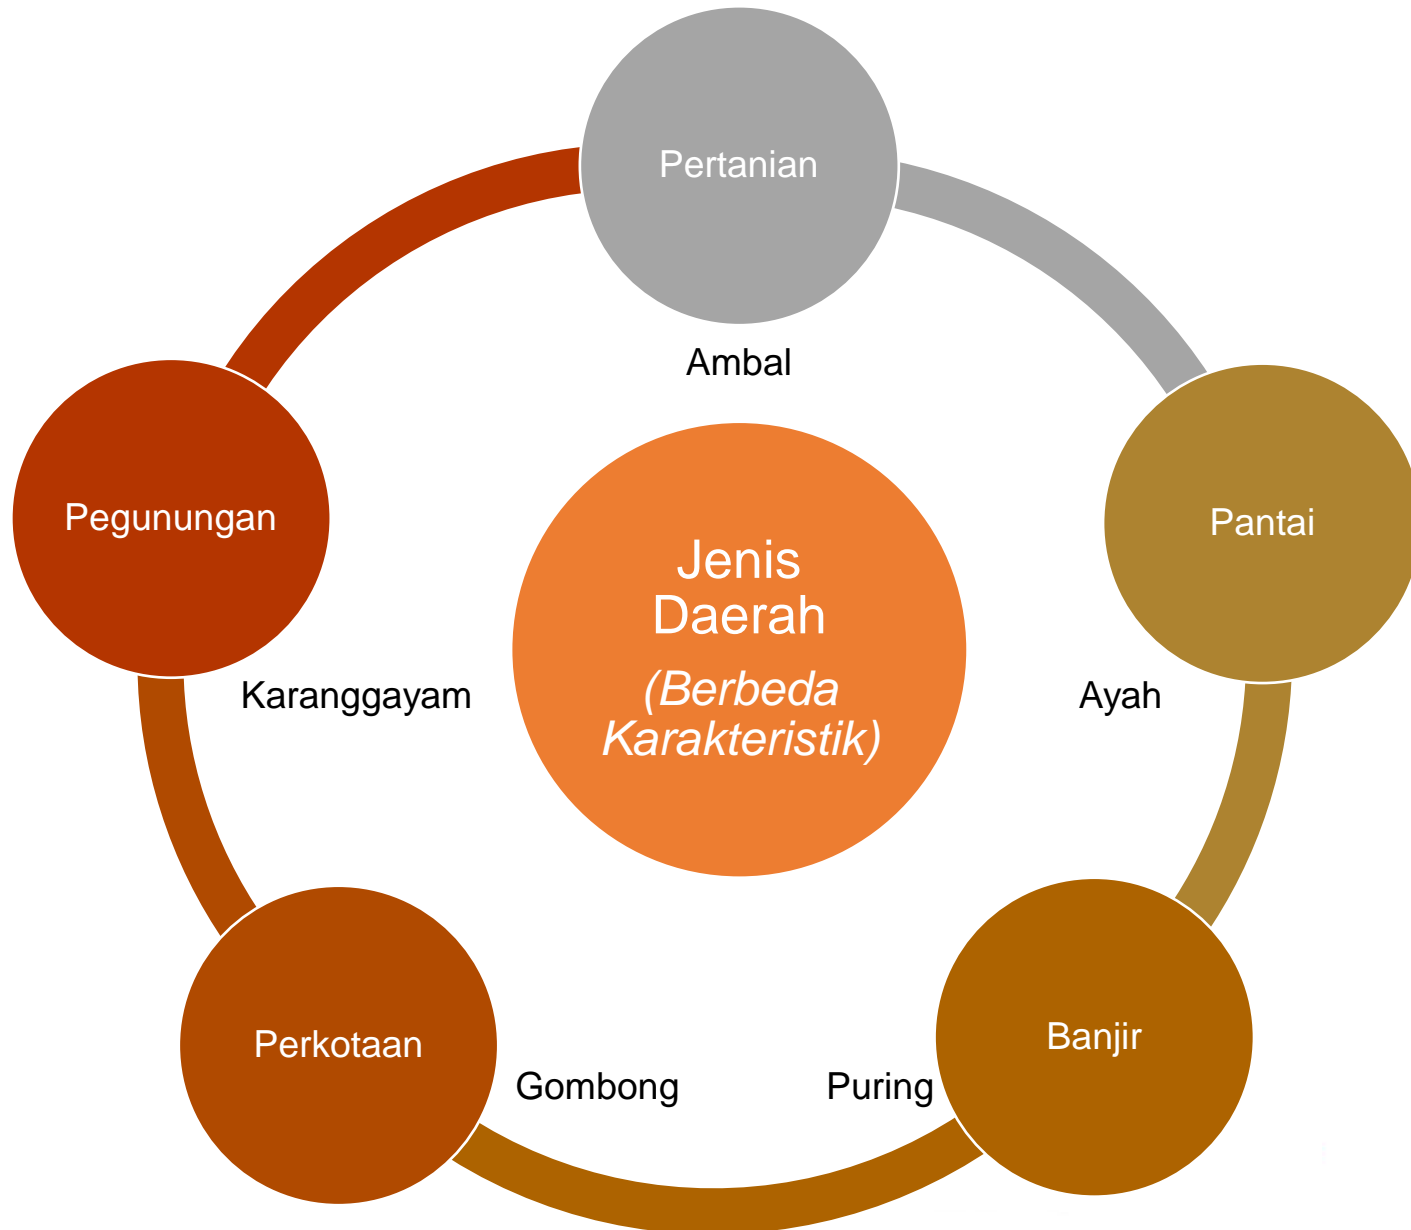 Pertanian
Ambal
Pegunungan
Pantai
Jenis
Daerah
(Berbeda
Karakteristik)
Karanggayam
Ayah
Perkotaan
Banjir
Gombong
Puring